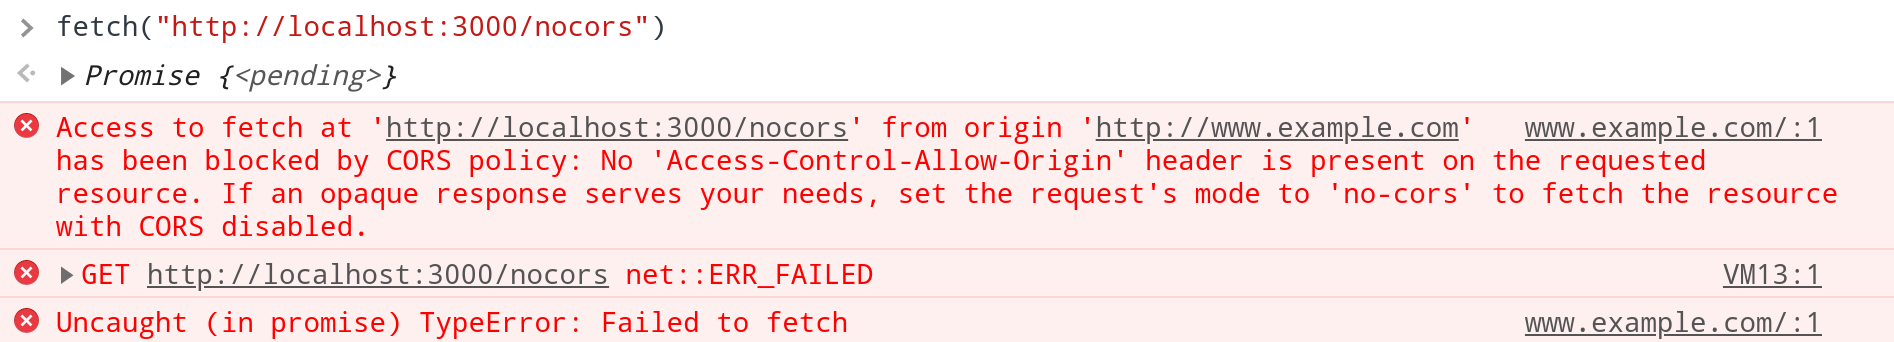 fetch("http://localhost:3000/nocors")
Promise {<pending>}
Access to fetch at 'http://localhost:3000/nocors' from origin 'http://www.example.com' www.example.com/:1
has been blocked by CORS policy: No 'Access-Control-Allow-Origin' header is present on the requested
resource. If an opaque response serves your needs, set the request's mode to 'no-cors' to fetch the resource
with CORS disabled.
GET http://localhost:3000/nocors net::ERR_FAILED VM13:1
Uncaught (in promise) TypeError: Failed to fetch www.example.com/:1